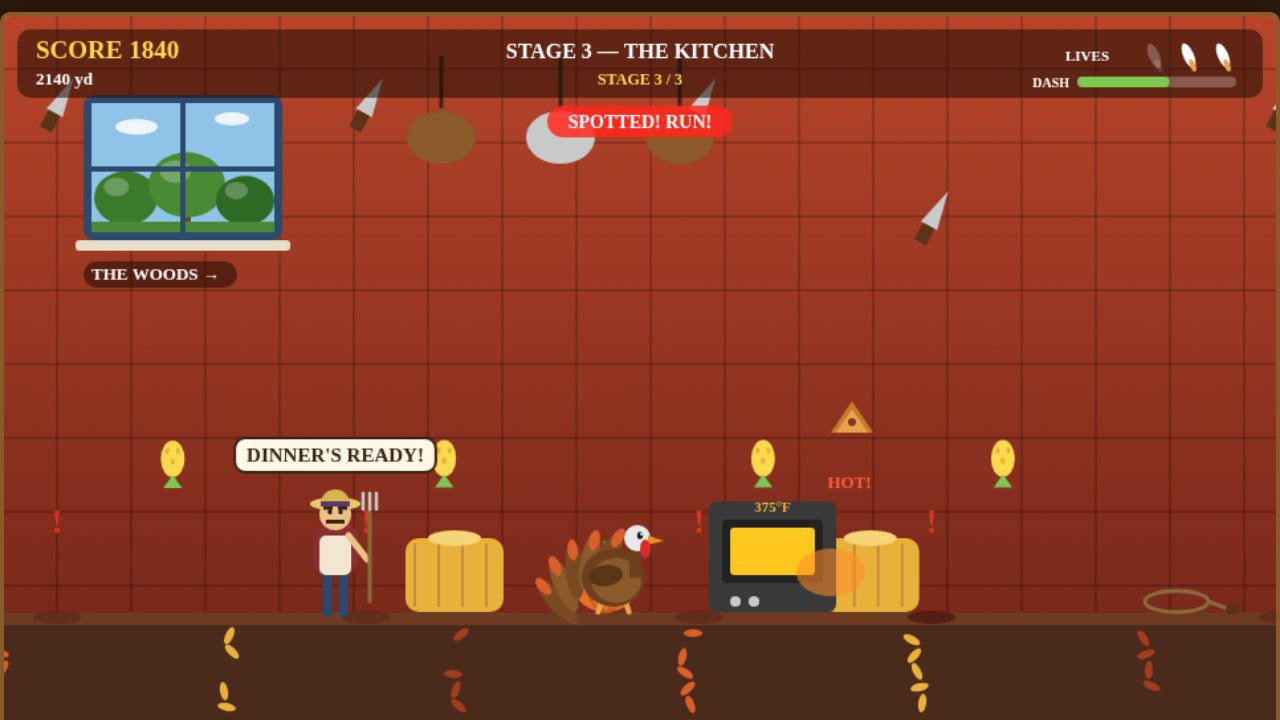 SCORE 1840
2140 yd
STAGE 3 — THE KITCHEN
STAGE 3 / 3
LIVES
DASH
SPOTTED! RUN!
THE WOODS →
DINNER'S READY!
HOT!
375°F
!
!
!
!